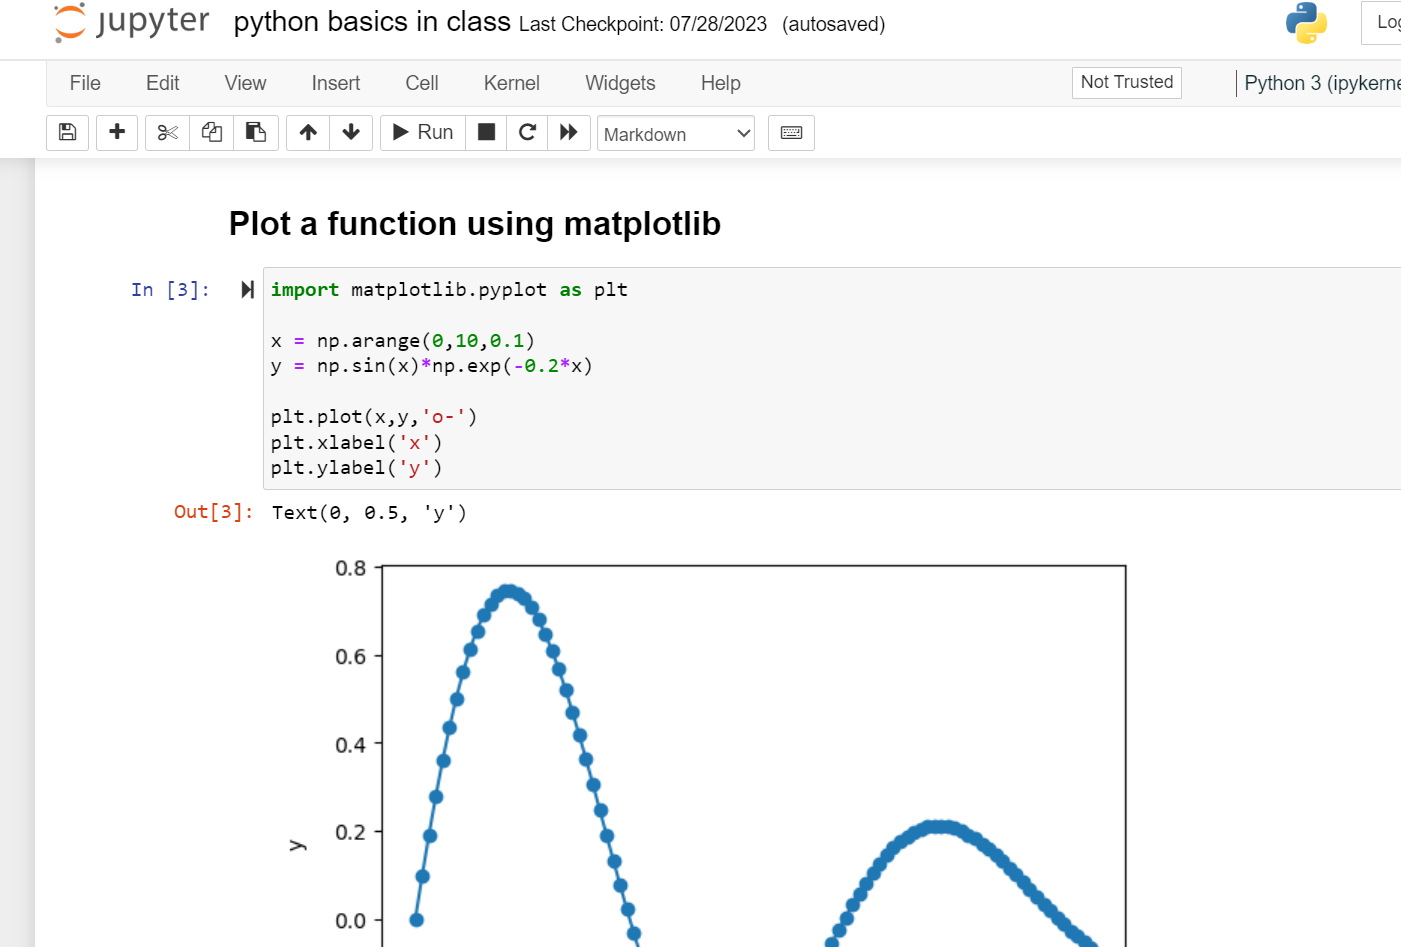 jupyter python basics in class Last Checkpoint: 07/28/2023 (autosaved)
File Edit View Insert Cell Kernel Widgets Help Not Trusted Python 3 (ipykerne
Run Markdown
Plot a function using matplotlib
In [3]: import matplotlib.pyplot as plt
x = np.arange(0,10,0.1)
y = np.sin(x)*np.exp(-0.2*x)
plt.plot(x,y,'o-')
plt.xlabel('x')
plt.ylabel('y')
Out[3]: Text(0, 0.5, 'y')
0.8
0.6
0.4
0.2
y
0.0